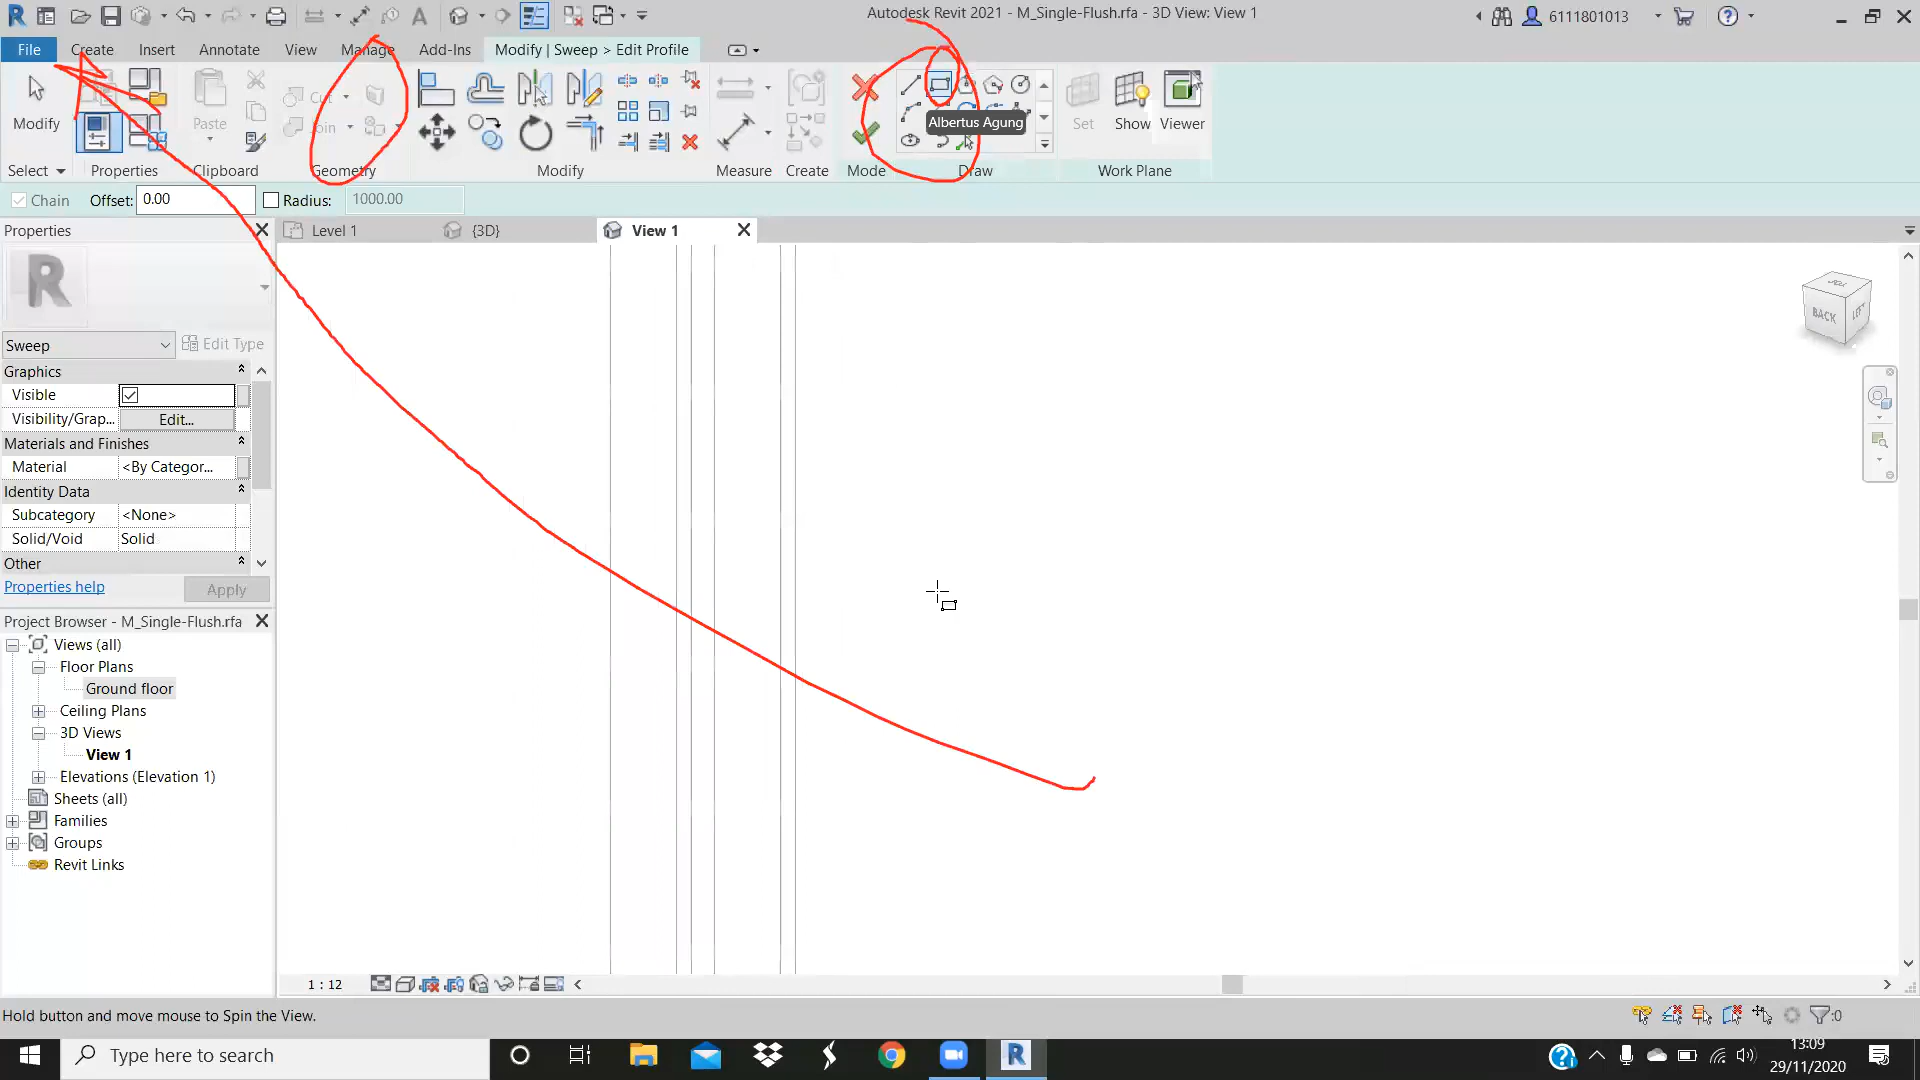 Autodesk Revit 2021 - M_Single-Flush.rfa - 3D View: View 1
6111801013
File
Create
Insert
Annotate
View
Manage
Add-Ins
Modify | Sweep > Edit Profile
Modify
Paste
Cut
Join
Albertus Agung
Set
Show
Viewer
Select
Properties
Clipboard
Geometry
Modify
Measure
Create
Mode
Draw
Work Plane
Chain
Offset: 0.00
Radius: 1000.00
Properties
Level 1
{3D}
View 1
BACK
LEFT
Sweep
Edit Type
Graphics
Visible
Visibility/Grap... Edit...
Materials and Finishes
Material <By Categor...
Identity Data
Subcategory <None>
Solid/Void Solid
Other
Properties help
Apply
Project Browser - M_Single-Flush.rfa
Views (all)
Floor Plans
Ground floor
Ceiling Plans
3D Views
View 1
Elevations (Elevation 1)
Sheets (all)
Families
Groups
Revit Links
1 : 12
Hold button and move mouse to Spin the View.
:0
Type here to search
13:09
29/11/2020